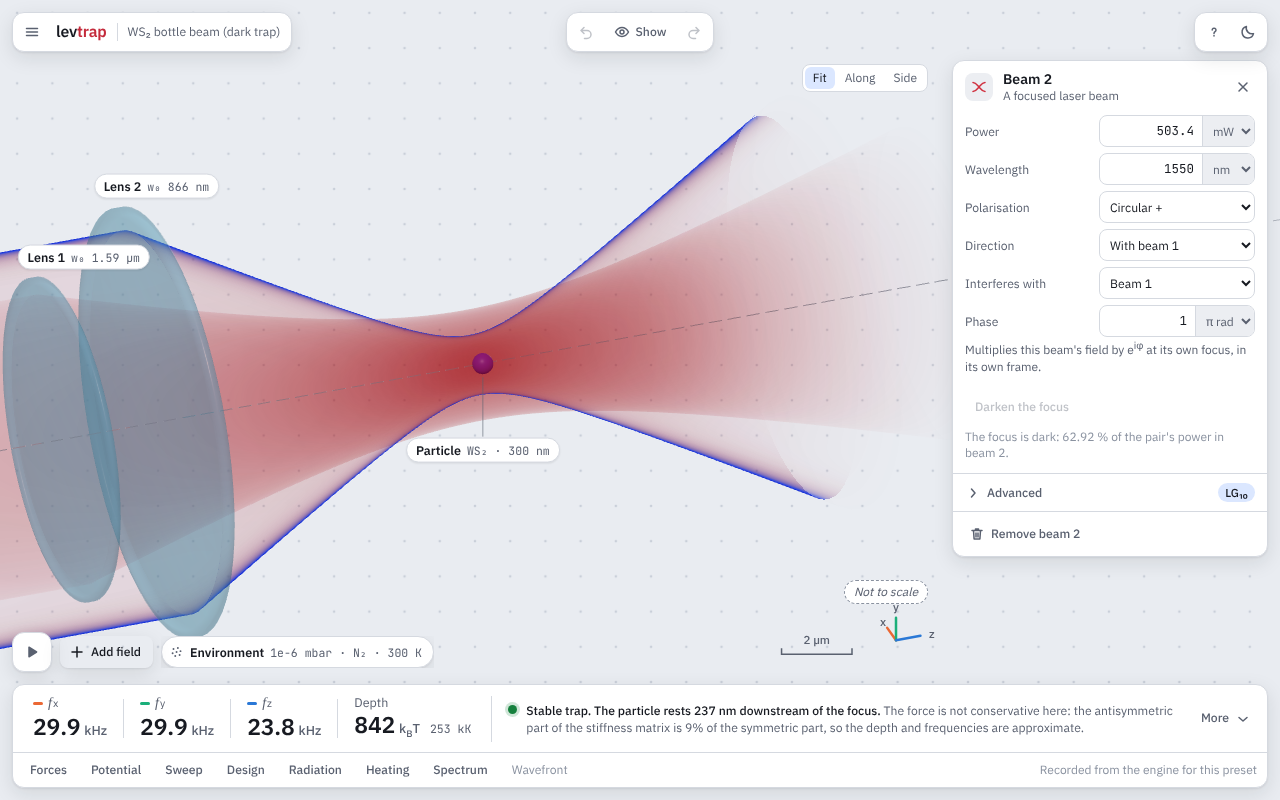 levtrap WS₂ bottle beam (dark trap)
Show
?
Fit Along Side
Beam 2
A focused laser beam
Power 503.4 mW
Wavelength 1550 nm
Polarisation Circular +
Direction With beam 1
Interferes with Beam 1
Phase 1 π rad
Multiplies this beam's field by eⁱᵠ at its own focus, in
its own frame.
Darken the focus
The focus is dark: 62.92 % of the pair's power in
beam 2.
Advanced LG₁₀
Remove beam 2
Lens 2 w₀ 866 nm
Lens 1 w₀ 1.59 µm
Particle WS₂ · 300 nm
Not to scale
y
x
z
2 µm
Add field
Environment 1e-6 mbar · N₂ · 300 K
fx
29.9 kHz
fy
29.9 kHz
fz
23.8 kHz
Depth
842 k_BT 253 kK
Stable trap. The particle rests 237 nm downstream of the focus. The force is not conservative here: the antisymmetric
part of the stiffness matrix is 9% of the symmetric part, so the depth and frequencies are approximate.
More
Forces Potential Sweep Design Radiation Heating Spectrum Wavefront
Recorded from the engine for this preset